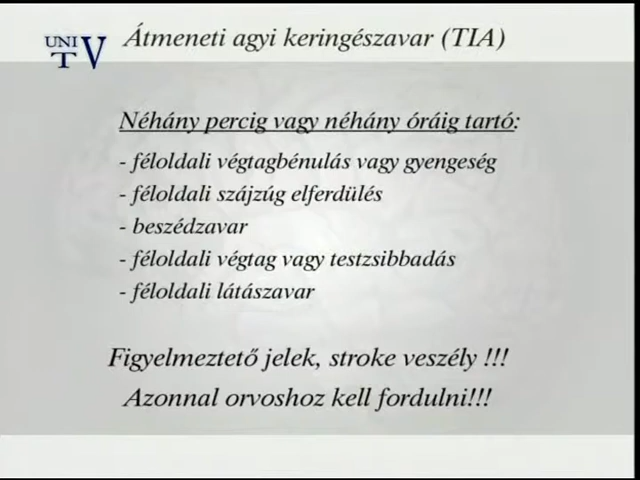 UNI
TV
Átmeneti agyi keringészavar (TIA)
Néhány percig vagy néhány óráig tartó:
- féloldali végtagbénulás vagy gyengeség
- féloldali szájzúg elferdülés
- beszédzavar
- féloldali végtag vagy testzsibbadás
- féloldali látászavar
Figyelmeztető jelek, stroke veszély !!!
Azonnal orvoshoz kell fordulni!!!